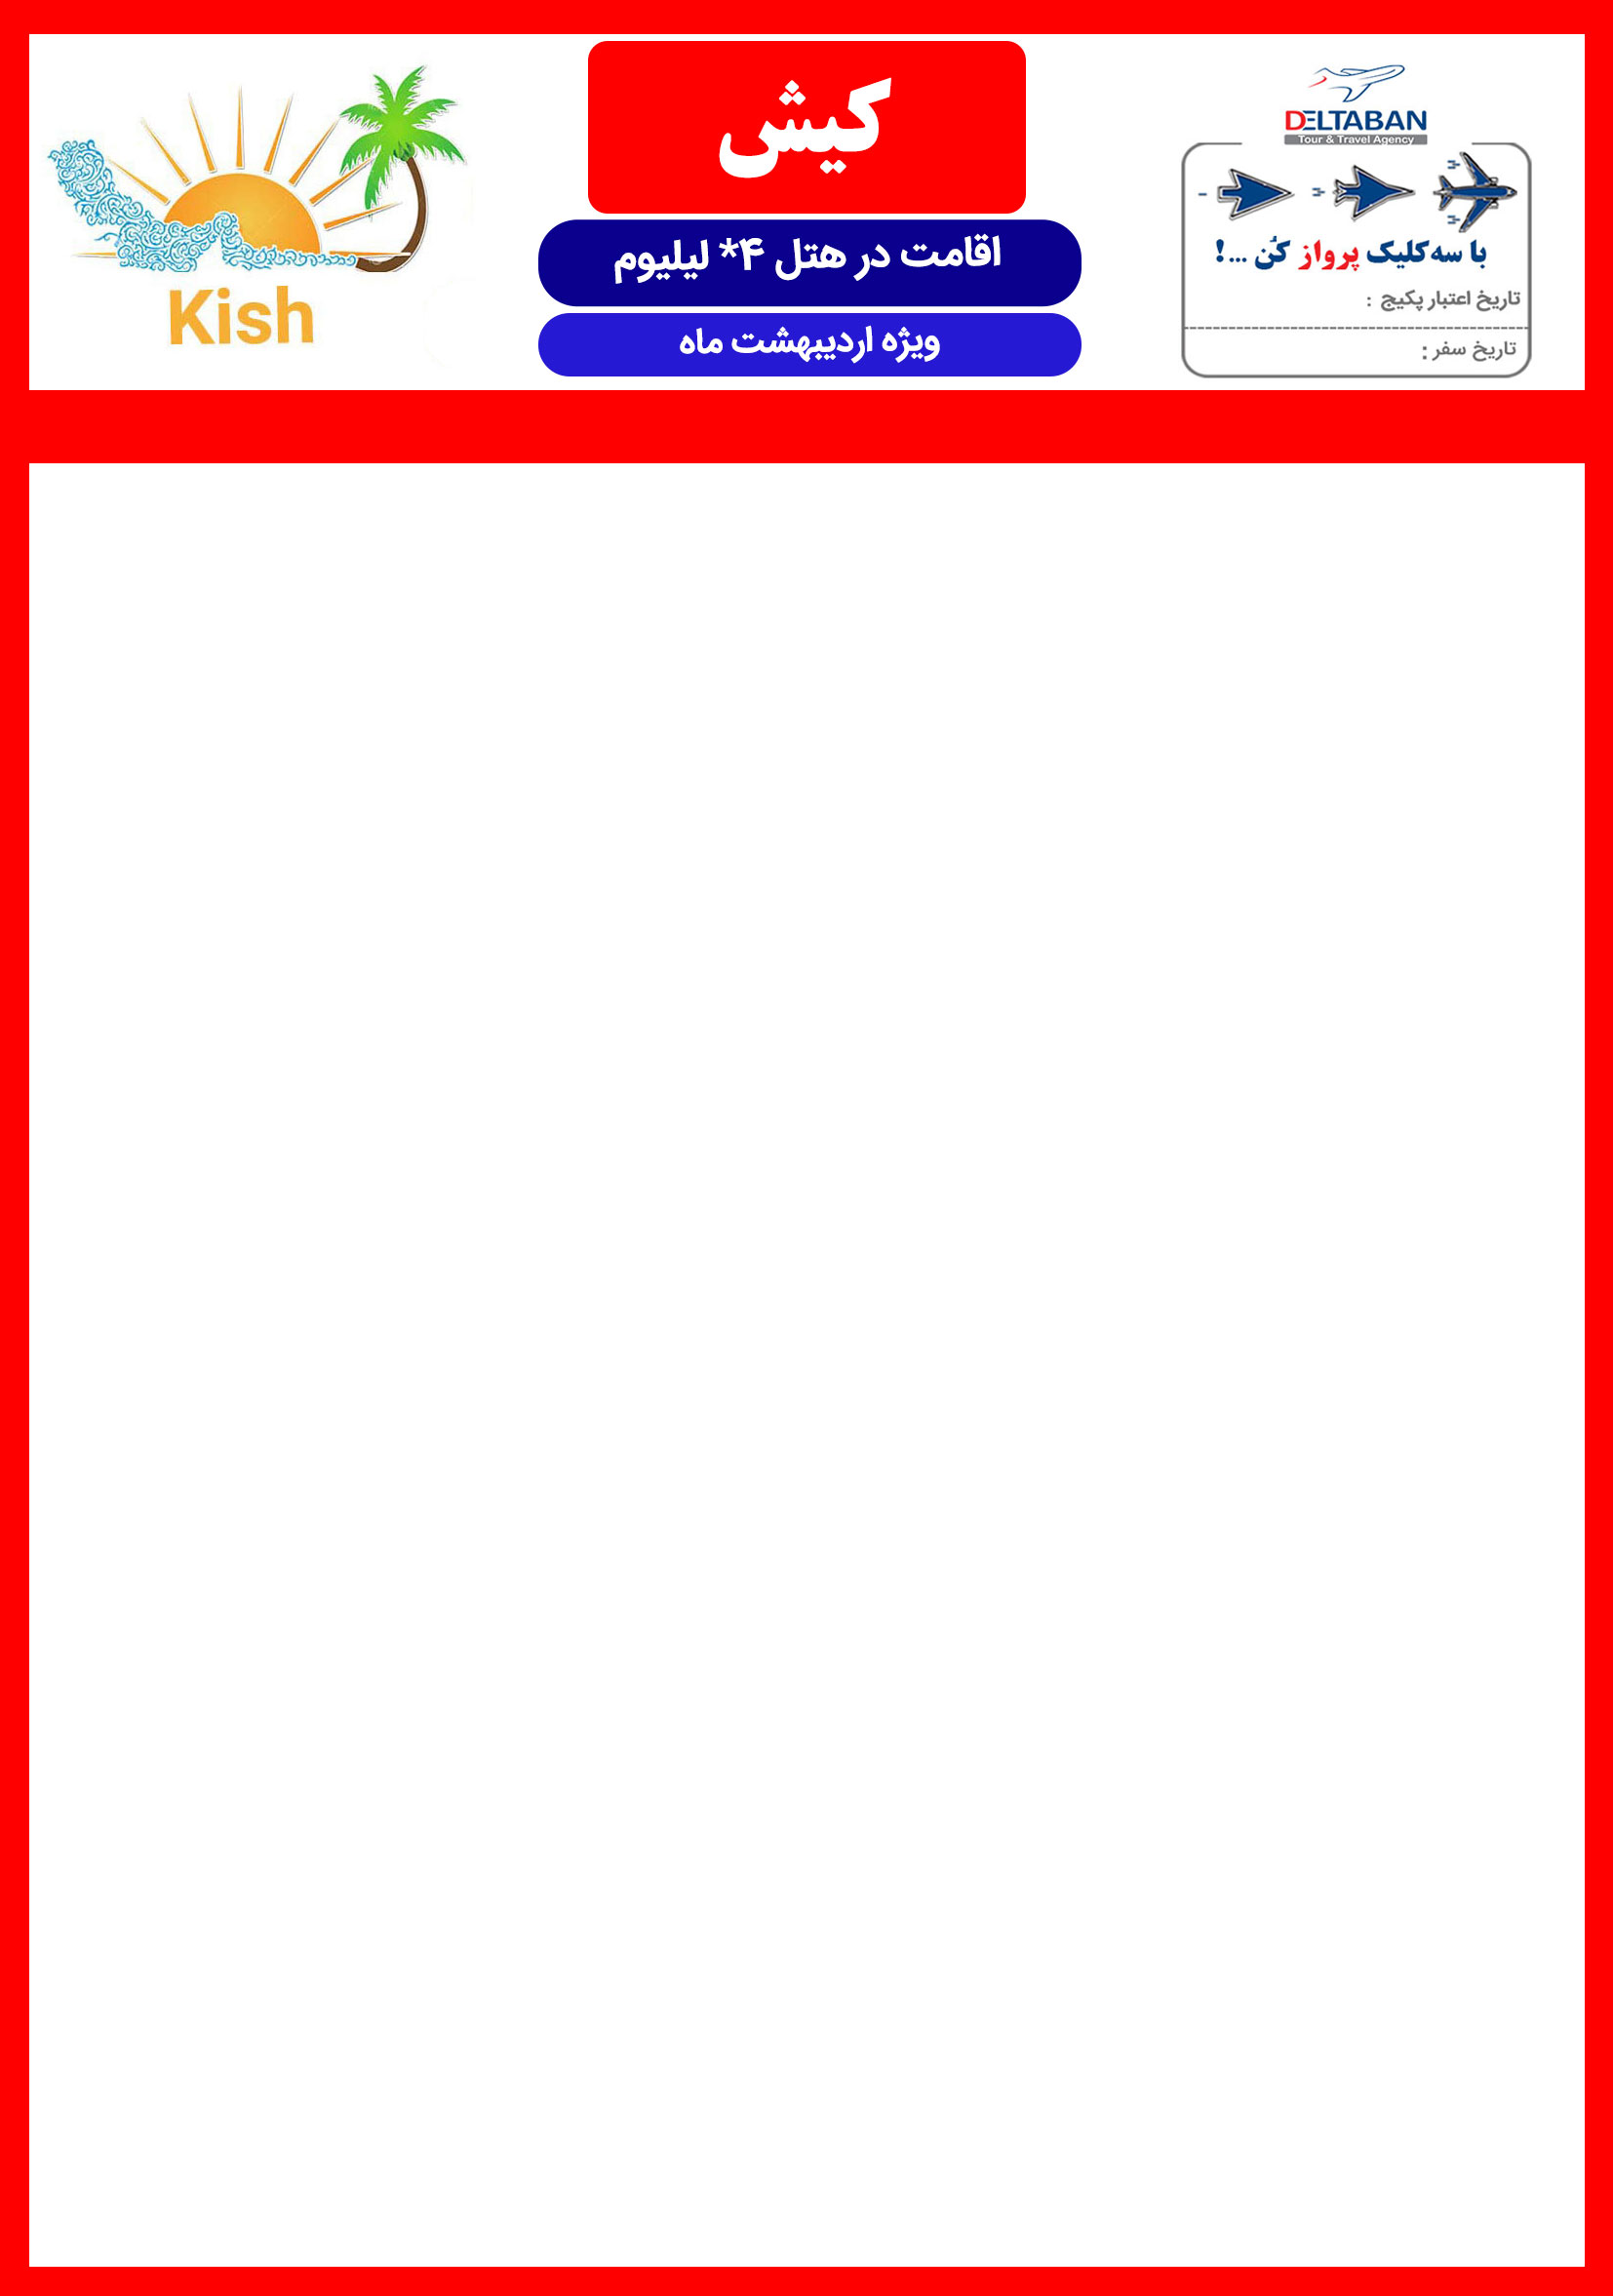 DELTABAN
Tour & Travel Agency
با سه کلیک پرواز کُن ...!
تاریخ اعتبار پکیج :
تاریخ سفر :
کیش
اقامت در هتل ۴* لیلیوم
ویژه اردیبهشت ماه
Kish